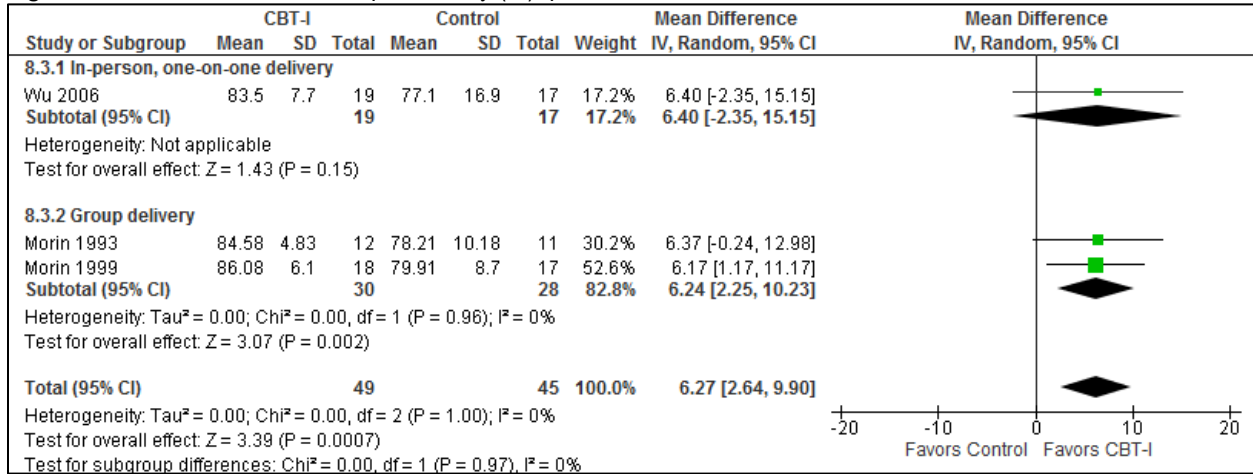 CBT-I Control Mean Difference Mean Difference
Study or Subgroup Mean SD Total Mean SD Total Weight IV, Random, 95% CI IV, Random, 95% CI
8.3.1 In-person, one-on-one delivery
Wu 2006 83.5 7.7 19 77.1 16.9 17 17.2% 6.40 [-2.35, 15.15]
Subtotal (95% CI) 19 17 17.2% 6.40 [-2.35, 15.15]
Heterogeneity: Not applicable
Test for overall effect: Z = 1.43 (P = 0.15)
8.3.2 Group delivery
Morin 1993 84.58 4.83 12 78.21 10.18 11 30.2% 6.37 [-0.24, 12.98]
Morin 1999 86.08 6.1 18 79.91 8.7 17 52.6% 6.17 [1.17, 11.17]
Subtotal (95% CI) 30 28 82.8% 6.24 [2.25, 10.23]
Heterogeneity: Tau² = 0.00; Chi² = 0.00, df = 1 (P = 0.96); I² = 0%
Test for overall effect: Z = 3.07 (P = 0.002)
Total (95% CI) 49 45 100.0% 6.27 [2.64, 9.90]
Heterogeneity: Tau² = 0.00; Chi² = 0.00, df = 2 (P = 1.00); I² = 0%
Test for overall effect: Z = 3.39 (P = 0.0007)
Test for subgroup differences: Chi² = 0.00, df = 1 (P = 0.97), I² = 0%
-20 -10 0 10 20
Favors Control Favors CBT-I